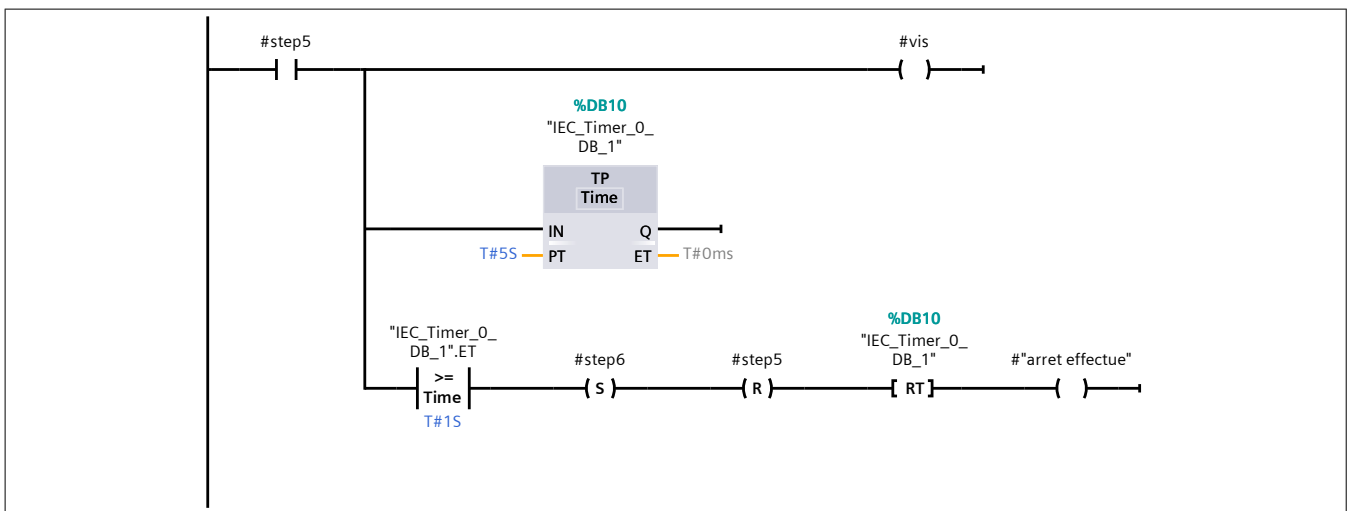 #step5
#vis
%DB10
"IEC_Timer_0_
DB_1"
TP
Time
IN
Q
T#5S
PT
ET
T#0ms
"IEC_Timer_0_
DB_1".ET
>=
Time
T#1S
#step6
S
#step5
R
%DB10
"IEC_Timer_0_
DB_1"
RT
#"arret effectue"